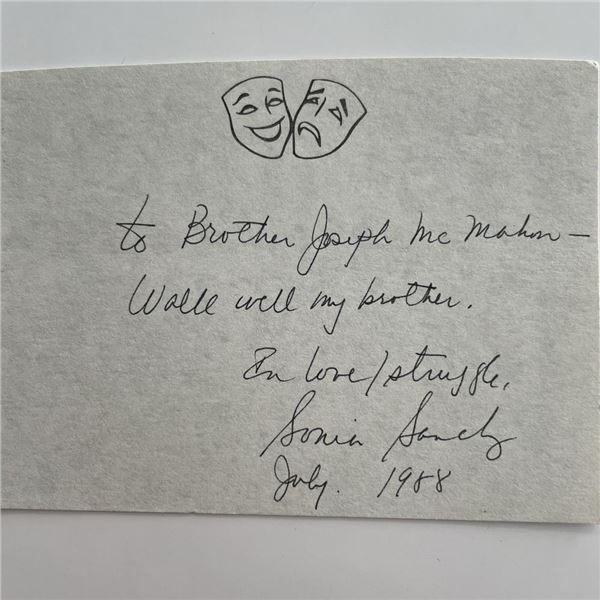 to Brother Joseph Mc Mahon –
Walk well my brother.
In love/struggle,
Sonia Sanchez
July. 1988